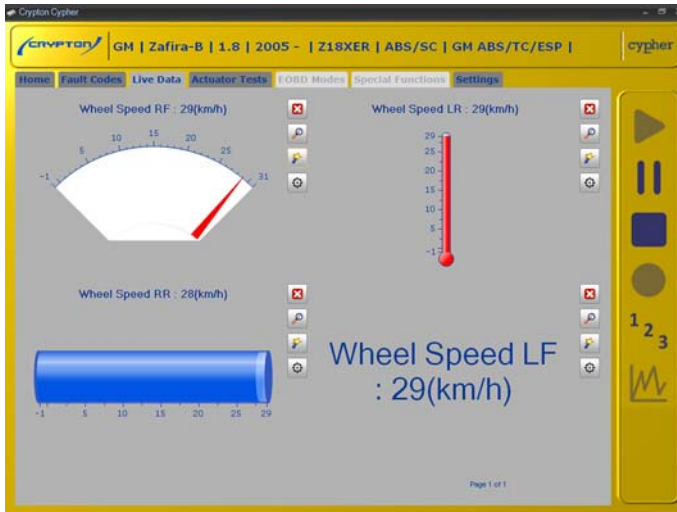 Crypton Cypher
CRYPTON GM | Zafira-B | 1.8 | 2005 - | Z18XER | ABS/SC | GM ABS/TC/ESP | cypher
Home Fault Codes Live Data Actuator Tests EOBD Modes Special Functions Settings
Wheel Speed RF : 29(km/h)
-1 5 10 15 20 25 31
Wheel Speed LR : 29(km/h)
29
25
20
15
10
5
-1
Wheel Speed RR : 28(km/h)
-1 5 10 15 20 25 29
Wheel Speed LF
: 29(km/h)
1 2 3
Page 1 of 1